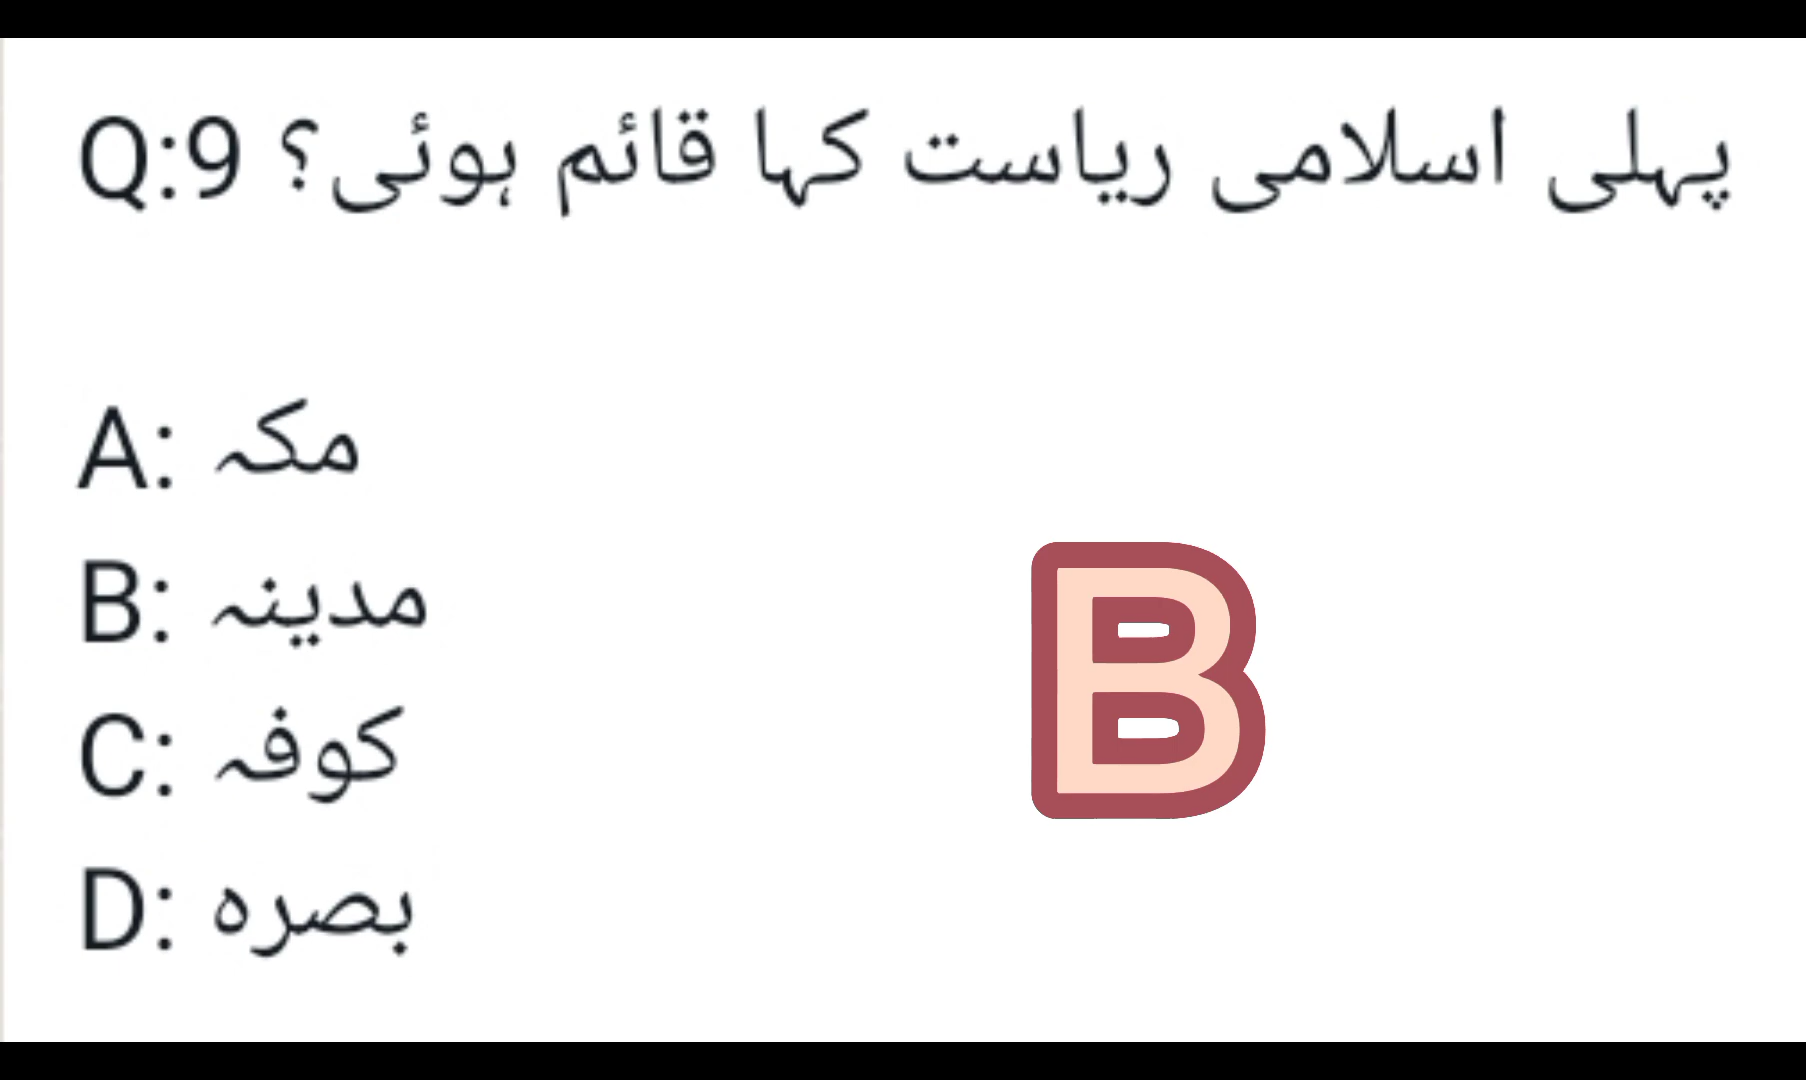 Q:9 پہلی اسلامی ریاست کہا قائم ہوئی؟
A: مکہ
B: مدینہ
B
C: کوفہ
D: بصرہ